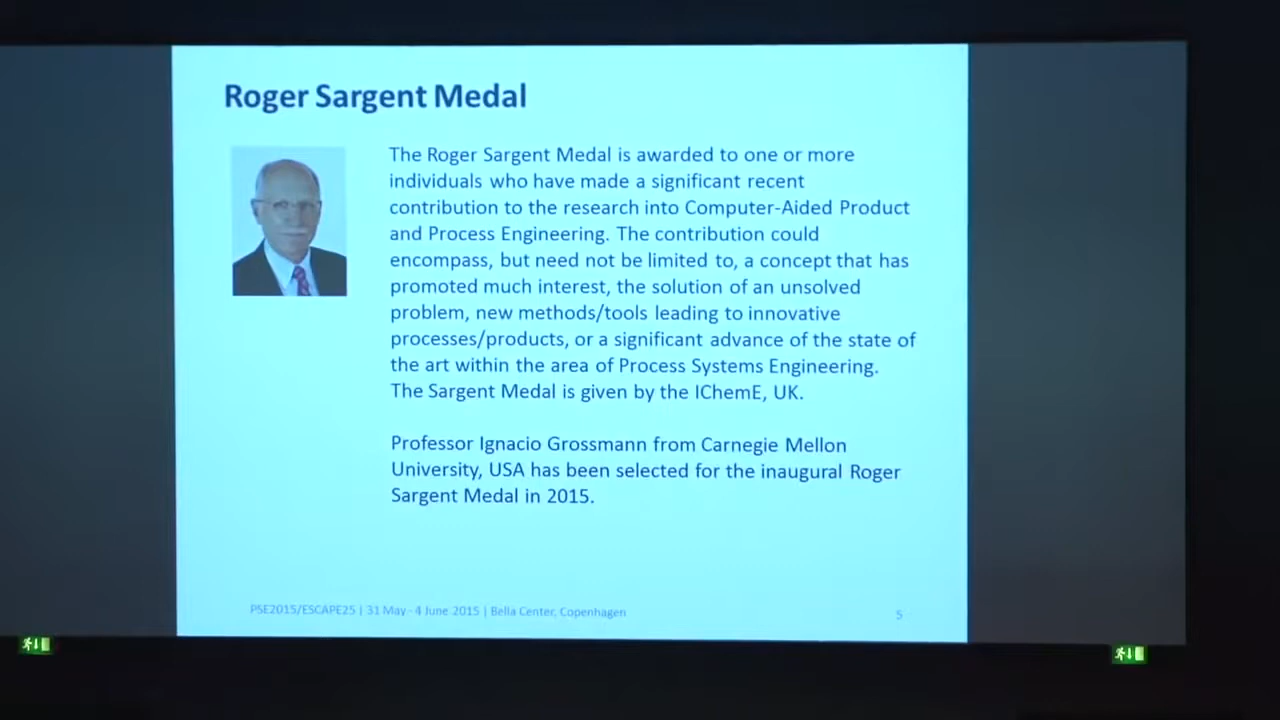 Roger Sargent Medal
The Roger Sargent Medal is awarded to one or more
individuals who have made a significant recent
contribution to the research into Computer-Aided Product
and Process Engineering. The contribution could
encompass, but need not be limited to, a concept that has
promoted much interest, the solution of an unsolved
problem, new methods/tools leading to innovative
processes/products, or a significant advance of the state of
the art within the area of Process Systems Engineering.
The Sargent Medal is given by the IChemE, UK.
Professor Ignacio Grossmann from Carnegie Mellon
University, USA has been selected for the inaugural Roger
Sargent Medal in 2015.
PSE2015/ESCAPE25 | 31 May - 4 June 2015 | Bella Center, Copenhagen
5